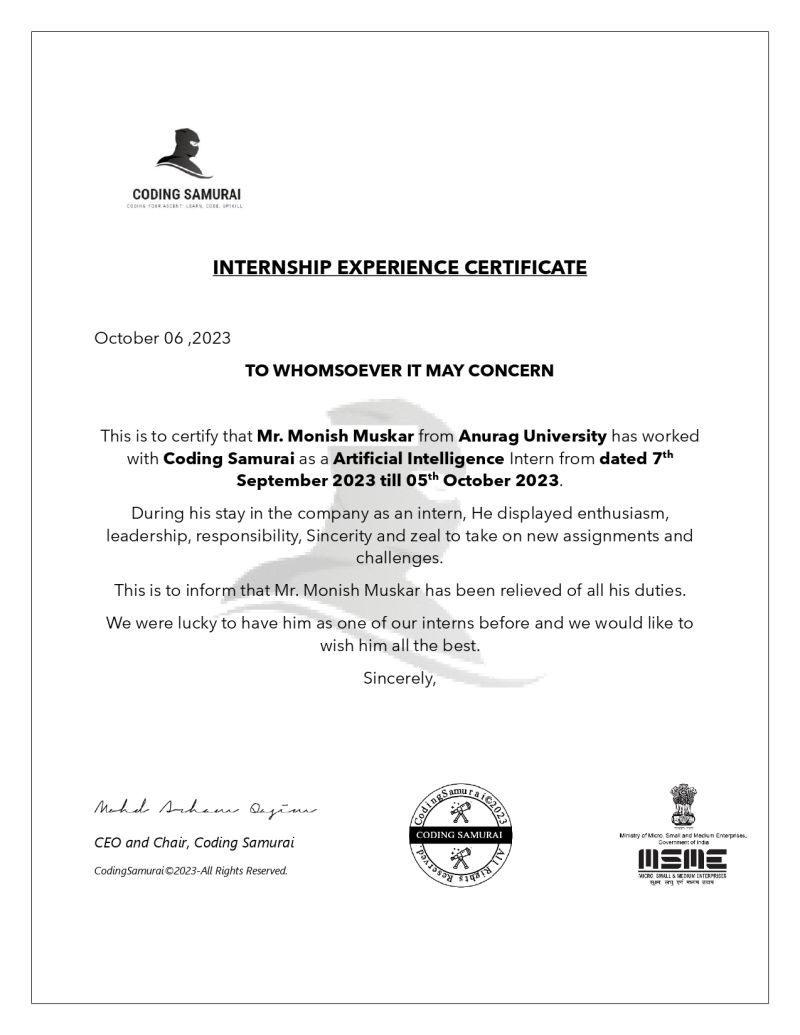 CODING SAMURAI
CODING YOUR ASCENT: LEARN, CODE, UPSKILL
INTERNSHIP EXPERIENCE CERTIFICATE
October 06 ,2023
TO WHOMSOEVER IT MAY CONCERN
This is to certify that Mr. Monish Muskar from Anurag University has worked
with Coding Samurai as a Artificial Intelligence Intern from dated 7th
September 2023 till 05th October 2023.
During his stay in the company as an intern, He displayed enthusiasm,
leadership, responsibility, Sincerity and zeal to take on new assignments and
challenges.
This is to inform that Mr. Monish Muskar has been relieved of all his duties.
We were lucky to have him as one of our interns before and we would like to
wish him all the best.
Sincerely,
Mohd
CEO and Chair, Coding Samurai
CodingSamurai©2023-All Rights Reserved.
CodingSamurai©2023
CODING SAMURAI
All Rights Reserved.
Ministry of Micro, Small and Medium Enterprises,
Government of India
MSME
MICRO, SMALL & MEDIUM ENTERPRISES
सूक्ष्म, लघु एवं मध्यम उद्यम